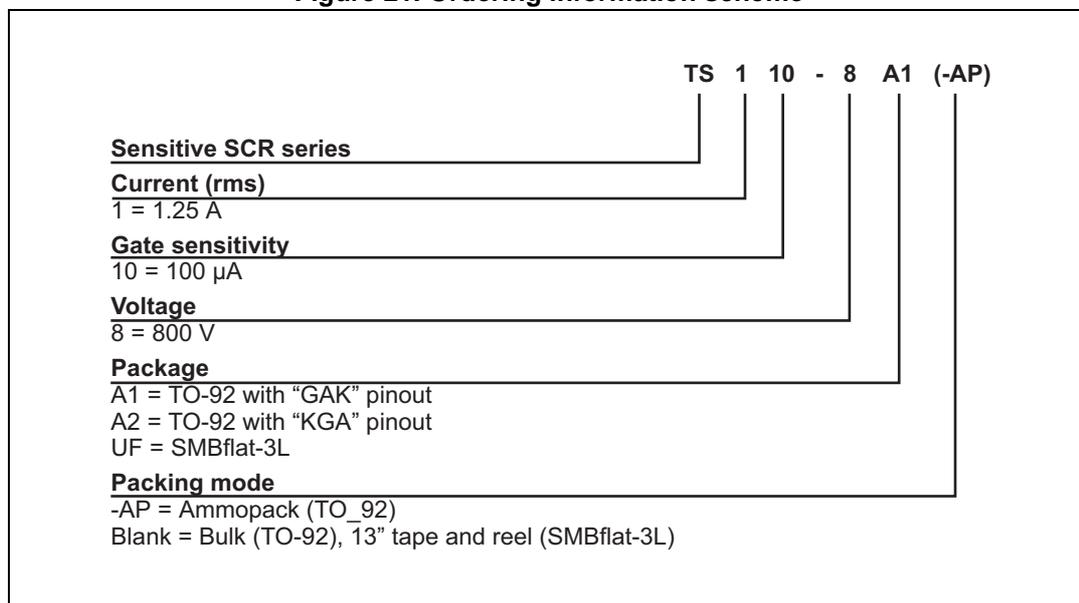 Figure 21. Ordering information scheme
TS 1 10 - 8 A1 (-AP)
Sensitive SCR series
Current (rms)
1 = 1.25 A
Gate sensitivity
10 = 100 µA
Voltage
8 = 800 V
Package
A1 = TO-92 with “GAK” pinout
A2 = TO-92 with “KGA” pinout
UF = SMBflat-3L
Packing mode
-AP = Ammopack (TO_92)
Blank = Bulk (TO-92), 13” tape and reel (SMBflat-3L)